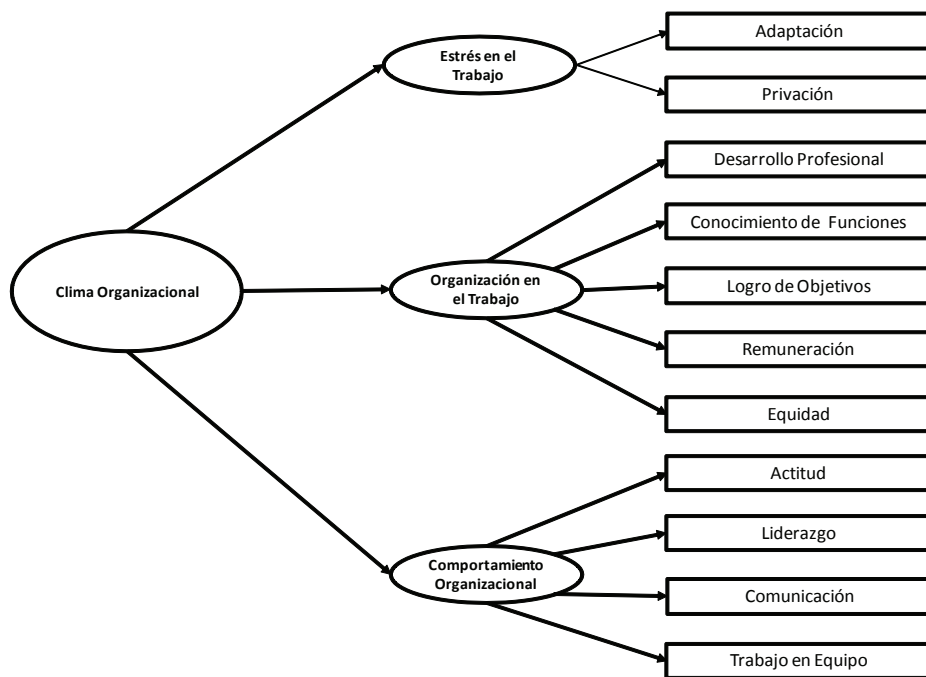 Estrés en el
Trabajo
Adaptación
Privación
Clima Organizacional
Organización en
el Trabajo
Desarrollo Profesional
Conocimiento de Funciones
Logro de Objetivos
Remuneración
Equidad
Comportamiento
Organizacional
Actitud
Liderazgo
Comunicación
Trabajo en Equipo